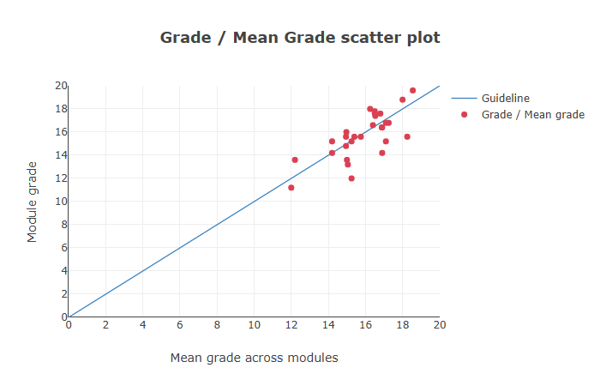 Grade / Mean Grade scatter plot
20
18
16
14
12
10
8
6
4
2
0
0 2 4 6 8 10 12 14 16 18 20
Module grade
Mean grade across modules
Guideline
Grade / Mean grade